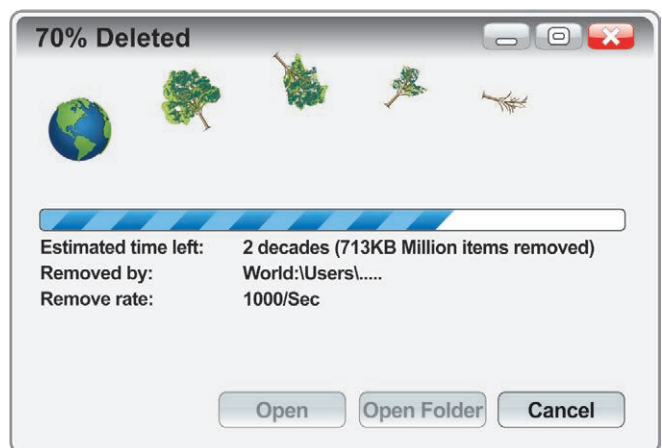 70% Deleted
Estimated time left: 2 decades (713KB Million items removed)
Removed by: World:\Users\.....
Remove rate: 1000/Sec
Open Open Folder Cancel